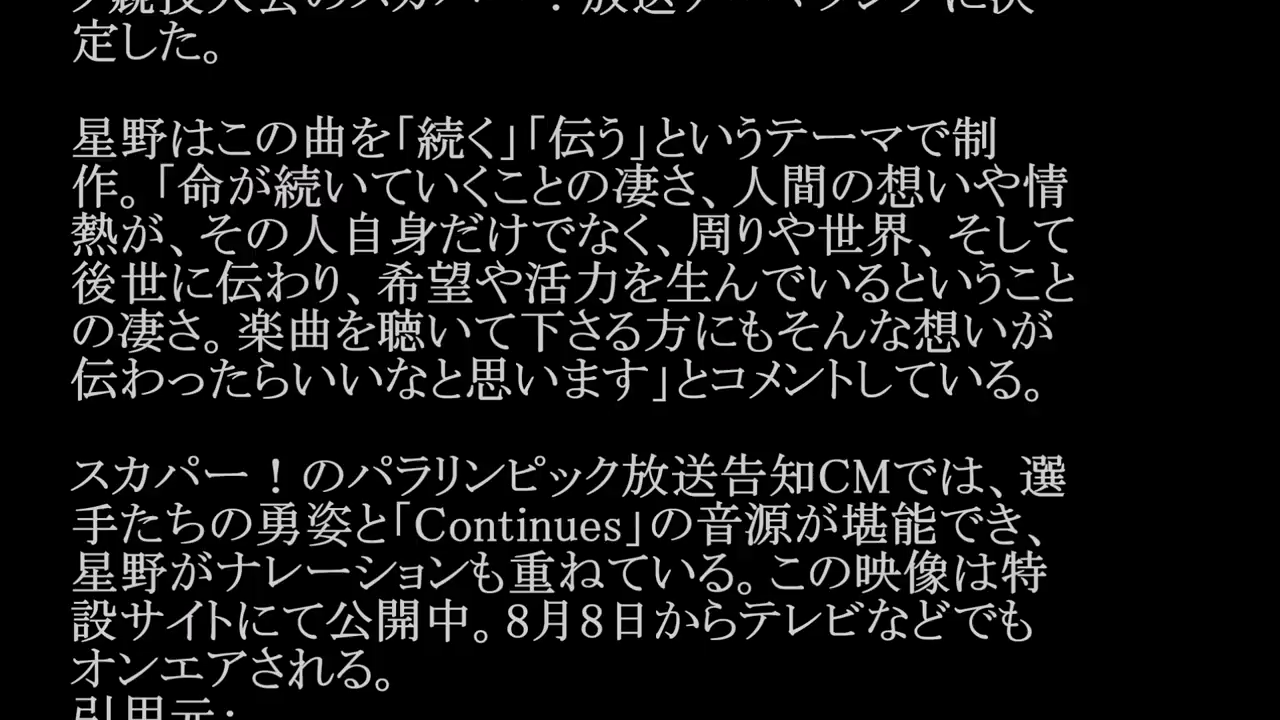 定した。
星野はこの曲を「続く」「伝う」というテーマで制
作。「命が続いていくことの凄さ、人間の想いや情
熱が、その人自身だけでなく、周りや世界、そして
後世に伝わり、希望や活力を生んでいるということ
の凄さ。楽曲を聴いて下さる方にもそんな想いが
伝わったらいいなと思います」とコメントしている。
スカパー！のパラリンピック放送告知CMでは、選
手たちの勇姿と「Continues」の音源が堪能でき、
星野がナレーションも重ねている。この映像は特
設サイトにて公開中。8月8日からテレビなどでも
オンエアされる。
引用元：